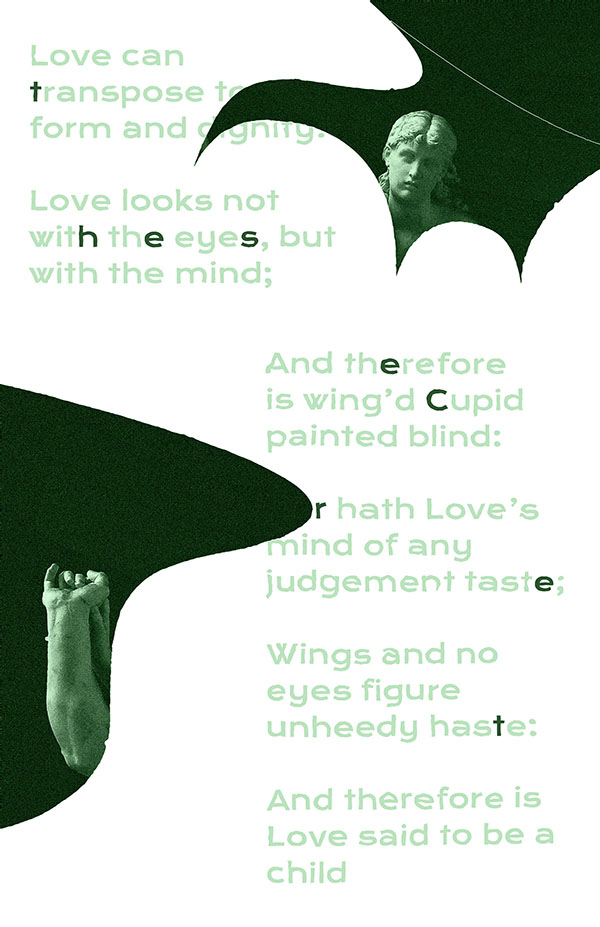 Love can
transpose to
form and dignity:
Love looks not
with the eyes, but
with the mind;
And therefore
is wing’d Cupid
painted blind:
hath Love’s
mind of any
judgement taste;
Wings and no
eyes figure
unheedy haste:
And therefore is
Love said to be a
child